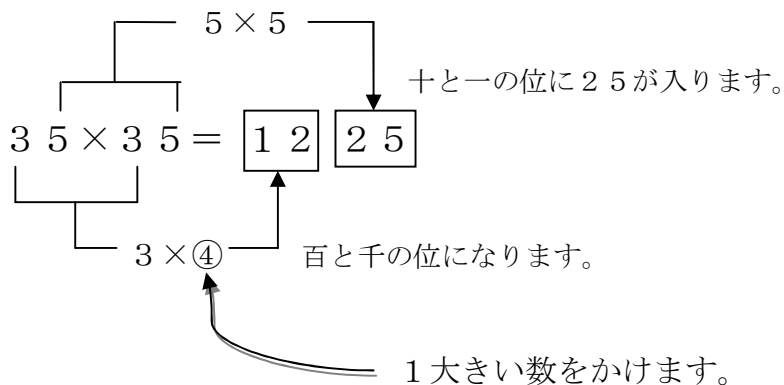 ５×５
十と一の位に２５が入ります。
３５×３５＝ １２ ２５
３×④ 百と千の位になります。
１大きい数をかけます。